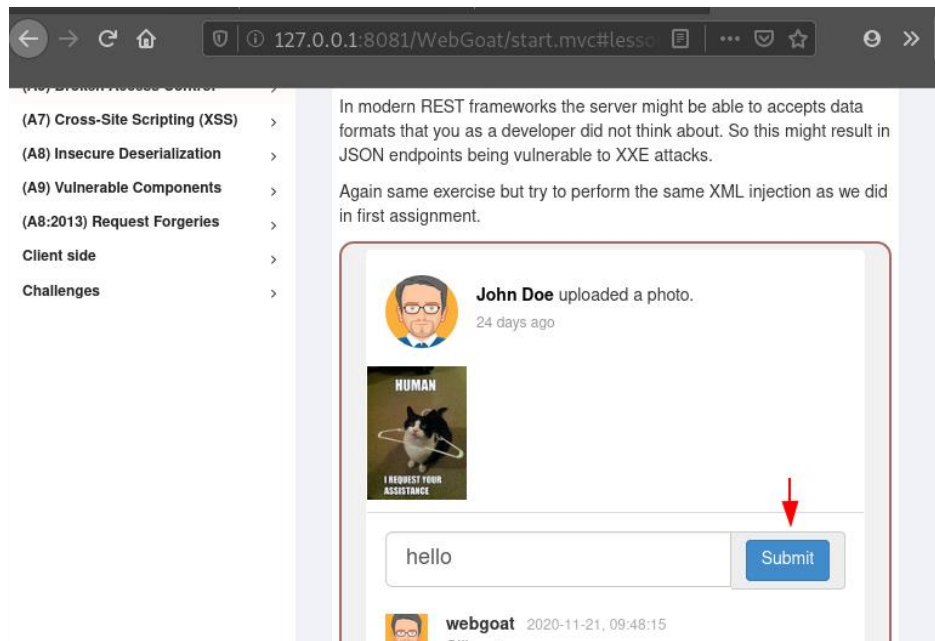 127.0.0.1:8081/WebGoat/start.mvc#lesso
(A7) Cross-Site Scripting (XSS)
(A8) Insecure Deserialization
(A9) Vulnerable Components
(A8:2013) Request Forgeries
Client side
Challenges
In modern REST frameworks the server might be able to accepts data
formats that you as a developer did not think about. So this might result in
JSON endpoints being vulnerable to XXE attacks.
Again same exercise but try to perform the same XML injection as we did
in first assignment.
John Doe uploaded a photo.
24 days ago
HUMAN
I REQUEST YOUR
ASSISTANCE
hello
Submit
webgoat 2020-11-21, 09:48:15